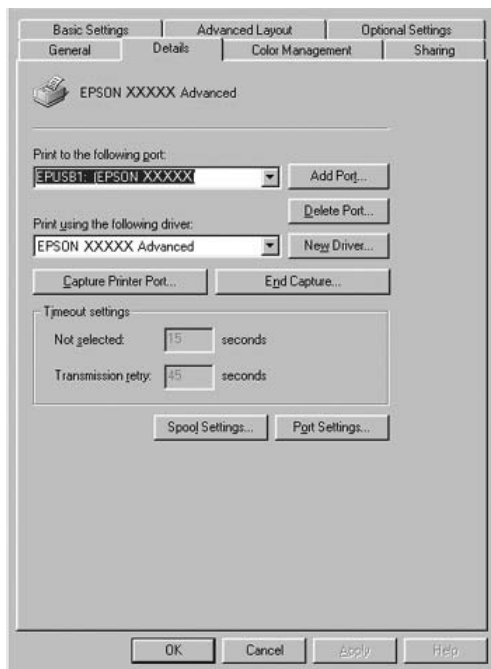 Basic Settings Advanced Layout Optional Settings
General Details Color Management Sharing
EPSON XXXXX Advanced
Print to the following port:
EPUSB1: (EPSON XXXXX Add Port...
Delete Port...
Print using the following driver:
EPSON XXXXX Advanced New Driver...
Capture Printer Port... End Capture...
Timeout settings
Not selected: 15 seconds
Transmission retry: 45 seconds
Spool Settings... Port Settings...
OK Cancel Apply Help